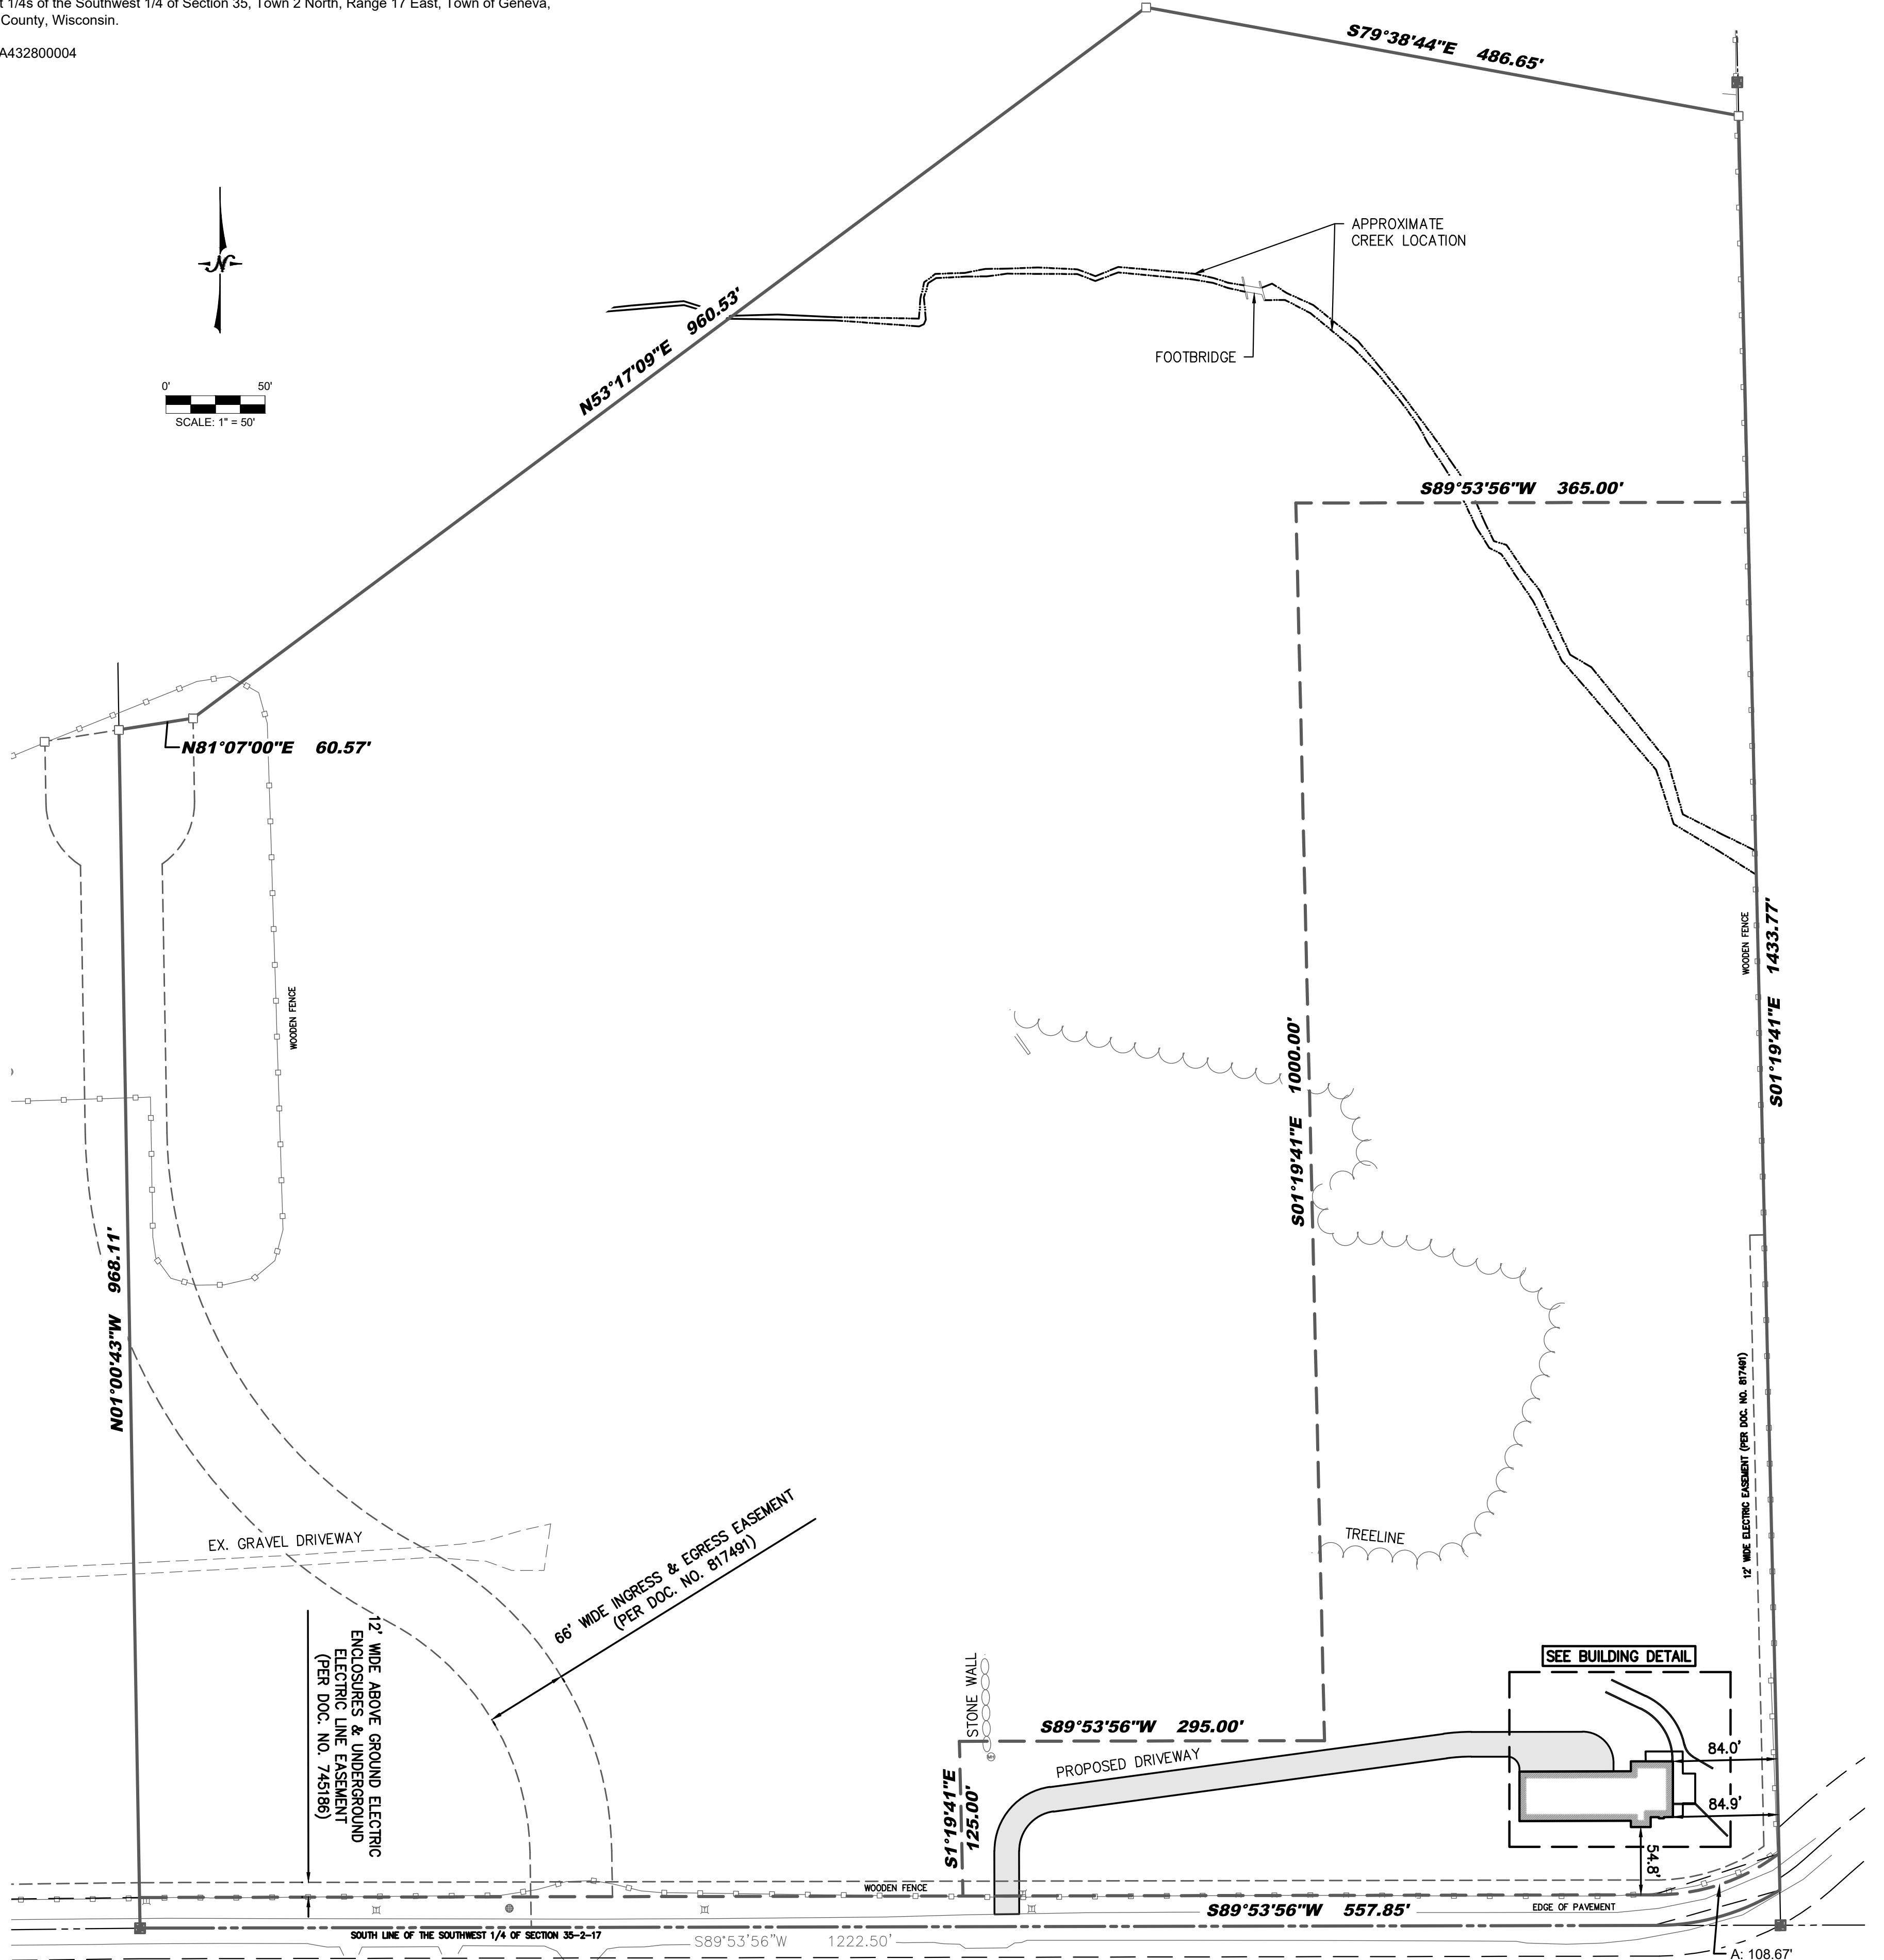 t 1/4s of the Southwest 1/4 of Section 35, Town 2 North, Range 17 East, Town of Geneva,
County, Wisconsin.
A432800004
S79°38'44"E 486.65'
N
0' 50'
SCALE: 1" = 50'
APPROXIMATE
CREEK LOCATION
FOOTBRIDGE
N53°17'09"E 960.53'
S89°53'56"W 365.00'
N81°07'00"E 60.57'
WOODEN FENCE
S01°19'41"E 1433.77'
WOODEN FENCE
S01°19'41"E 1000.00'
N01°00'43"W 968.11'
12' WIDE ELECTRIC EASEMENT (PER DOC. NO. 817491)
EX. GRAVEL DRIVEWAY
66' WIDE INGRESS & EGRESS EASEMENT
(PER DOC. NO. 817491)
TREELINE
12' WIDE ABOVE GROUND ELECTRIC
ENCLOSURES & UNDERGROUND
ELECTRIC LINE EASEMENT
(PER DOC. NO. 745186)
STONE WALL
SEE BUILDING DETAIL
S89°53'56"W 295.00'
PROPOSED DRIVEWAY
84.0'
84.9'
54.8'
S1°19'41"E
125.00'
WOODEN FENCE
S89°53'56"W 557.85'
EDGE OF PAVEMENT
SOUTH LINE OF THE SOUTHWEST 1/4 OF SECTION 35-2-17
S89°53'56"W 1222.50'
A: 108.67'